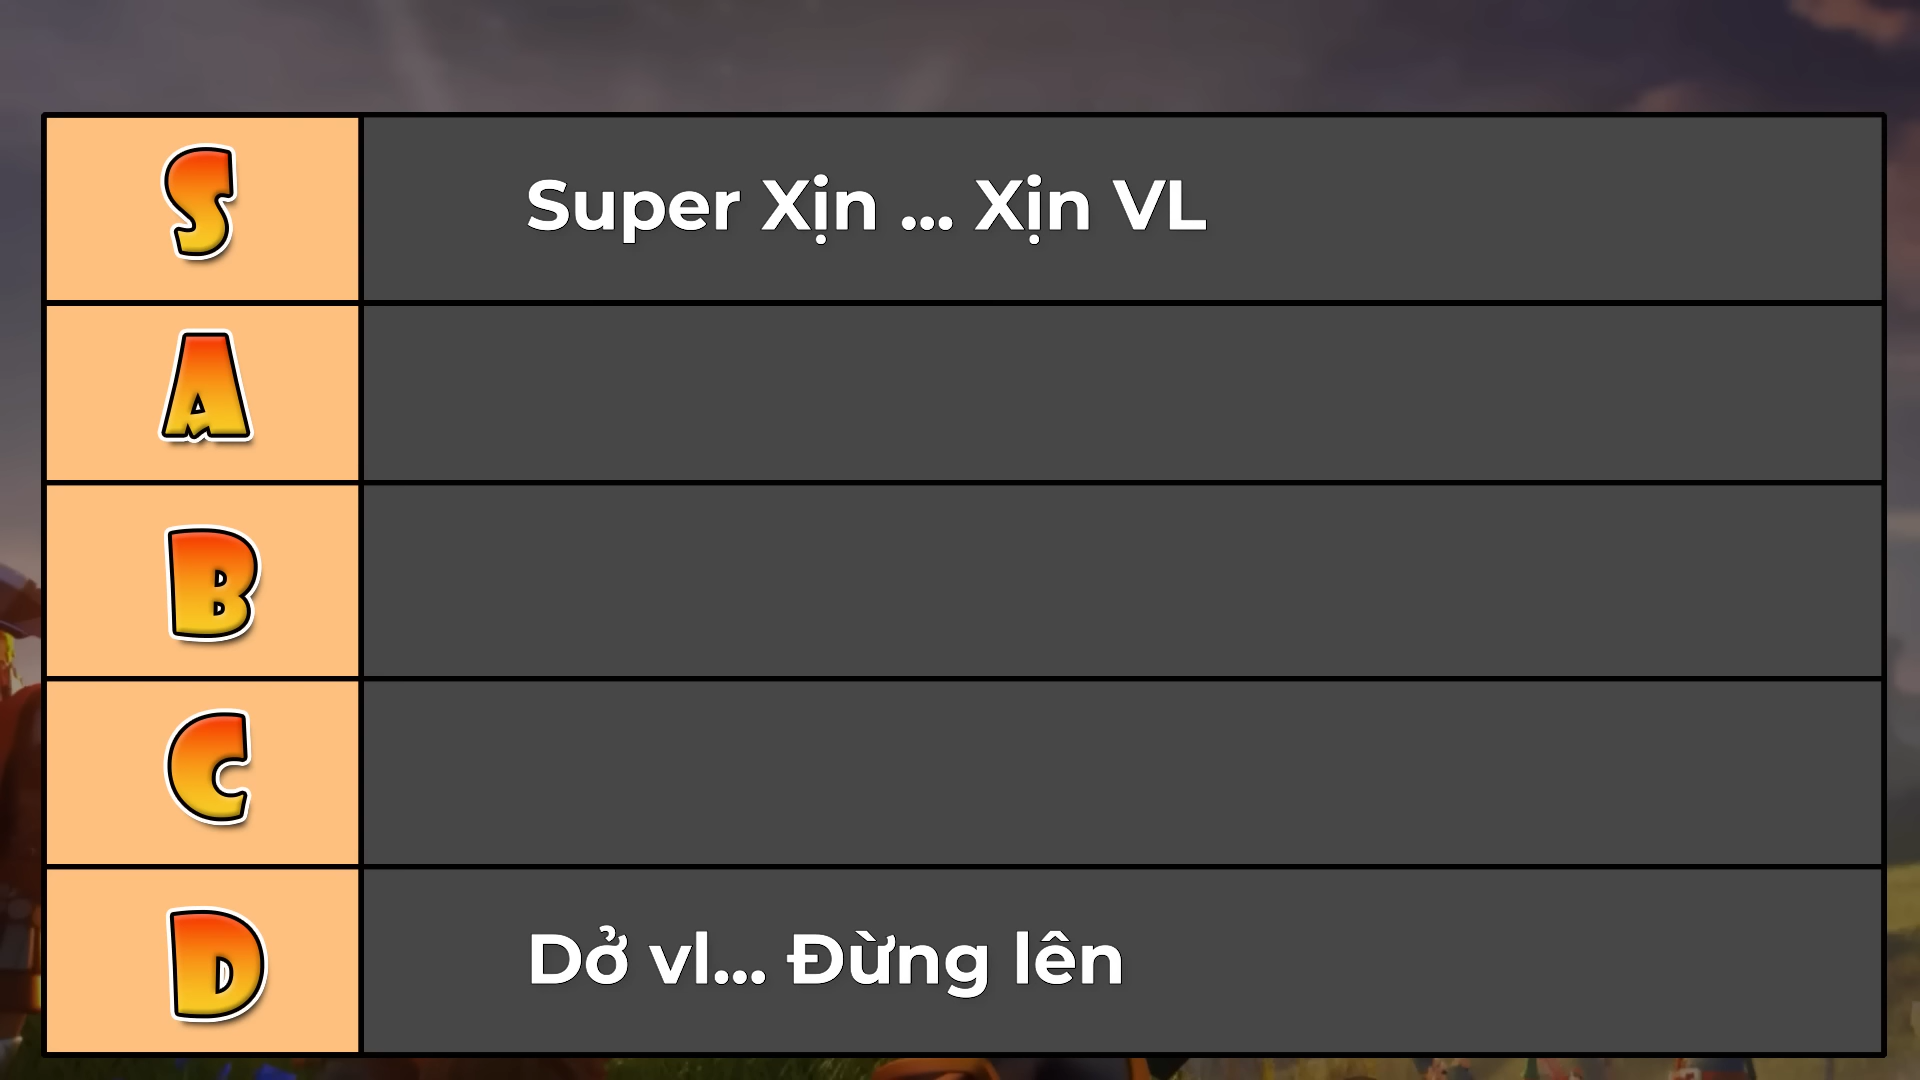 S
Super Xịn ... Xịn VL
A
B
C
D
Dở vl... Đừng lên